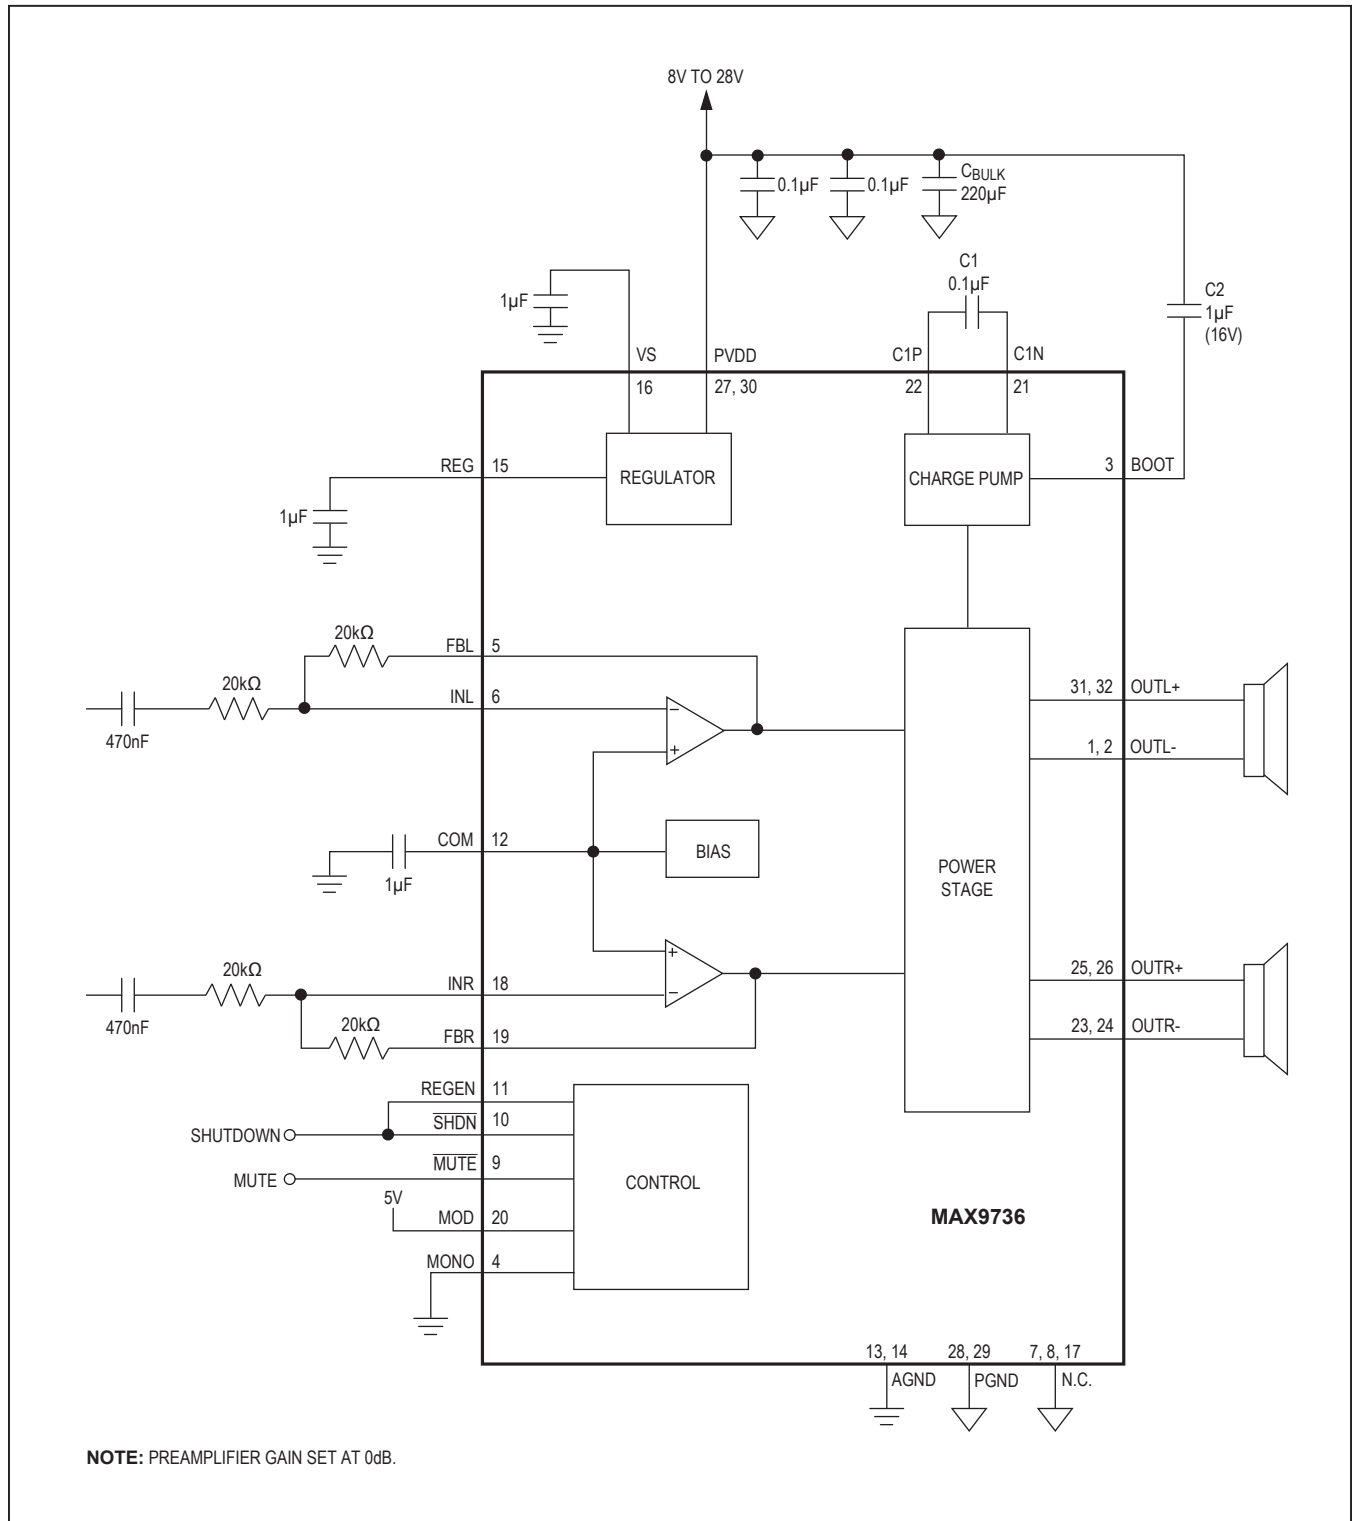 8V TO 28V
0.1µF
0.1µF
CBULK
220µF
C1
0.1µF
C2
1µF
(16V)
1µF
VS
PVDD
C1P
C1N
16
27, 30
22
21
REG
15
REGULATOR
CHARGE PUMP
3
BOOT
1µF
20kΩ
FBL
5
20kΩ
INL
6
470nF
−
+
31, 32
OUTL+
1, 2
OUTL-
COM
12
BIAS
1µF
POWER
STAGE
20kΩ
INR
18
+
−
470nF
20kΩ
FBR
19
25, 26
OUTR+
23, 24
OUTR-
REGEN
11
SHUTDOWN
SHDN
10
MUTE
MUTE
9
CONTROL
5V
MOD
20
MAX9736
MONO
4
13, 14
28, 29
7, 8, 17
AGND
PGND
N.C.
NOTE: PREAMPLIFIER GAIN SET AT 0dB.